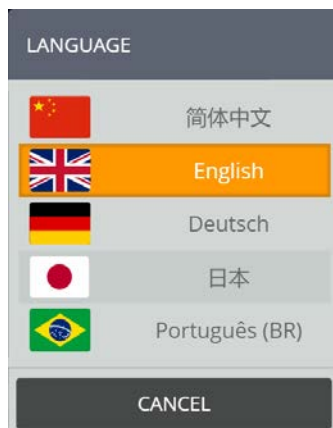 LANGUAGE
简体中文
English
Deutsch
日本
Português (BR)
CANCEL